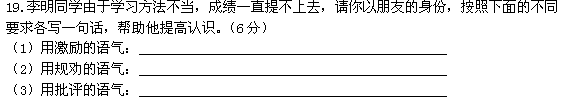 19.李明同学由于学习方法不当，成绩一直提不上去，请你以朋友的身份，按照下面的不同
要求各写一句话，帮助他提高认识。(6分)
（1）用激励的语气：
（2）用规劝的语气：
（3）用批评的语气：